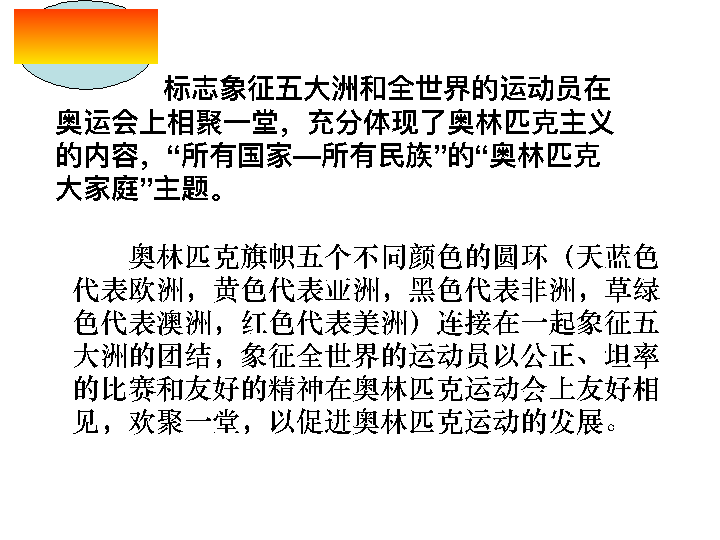 标志象征五大洲和全世界的运动员在
奥运会上相聚一堂，充分体现了奥林匹克主义
的内容，“所有国家—所有民族”的“奥林匹克
大家庭”主题。
奥林匹克旗帜五个不同颜色的圆环（天蓝色
代表欧洲，黄色代表亚洲，黑色代表非洲，草绿
色代表澳洲，红色代表美洲）连接在一起象征五
大洲的团结，象征全世界的运动员以公正、坦率
的比赛和友好的精神在奥林匹克运动会上友好相
见，欢聚一堂，以促进奥林匹克运动的发展。